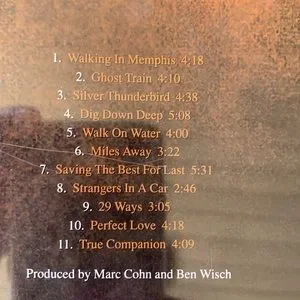 1. Walking In Memphis 4:18
2. Ghost Train 4:10
3. Silver Thunderbird 4:38
4. Dig Down Deep 5:08
5. Walk On Water 4:00
6. Miles Away 3:22
7. Saving The Best For Last 5:31
8. Strangers In A Car 2:46
9. 29 Ways 3:05
10. Perfect Love 4:18
11. True Companion 4:09
Produced by Marc Cohn and Ben Wisch